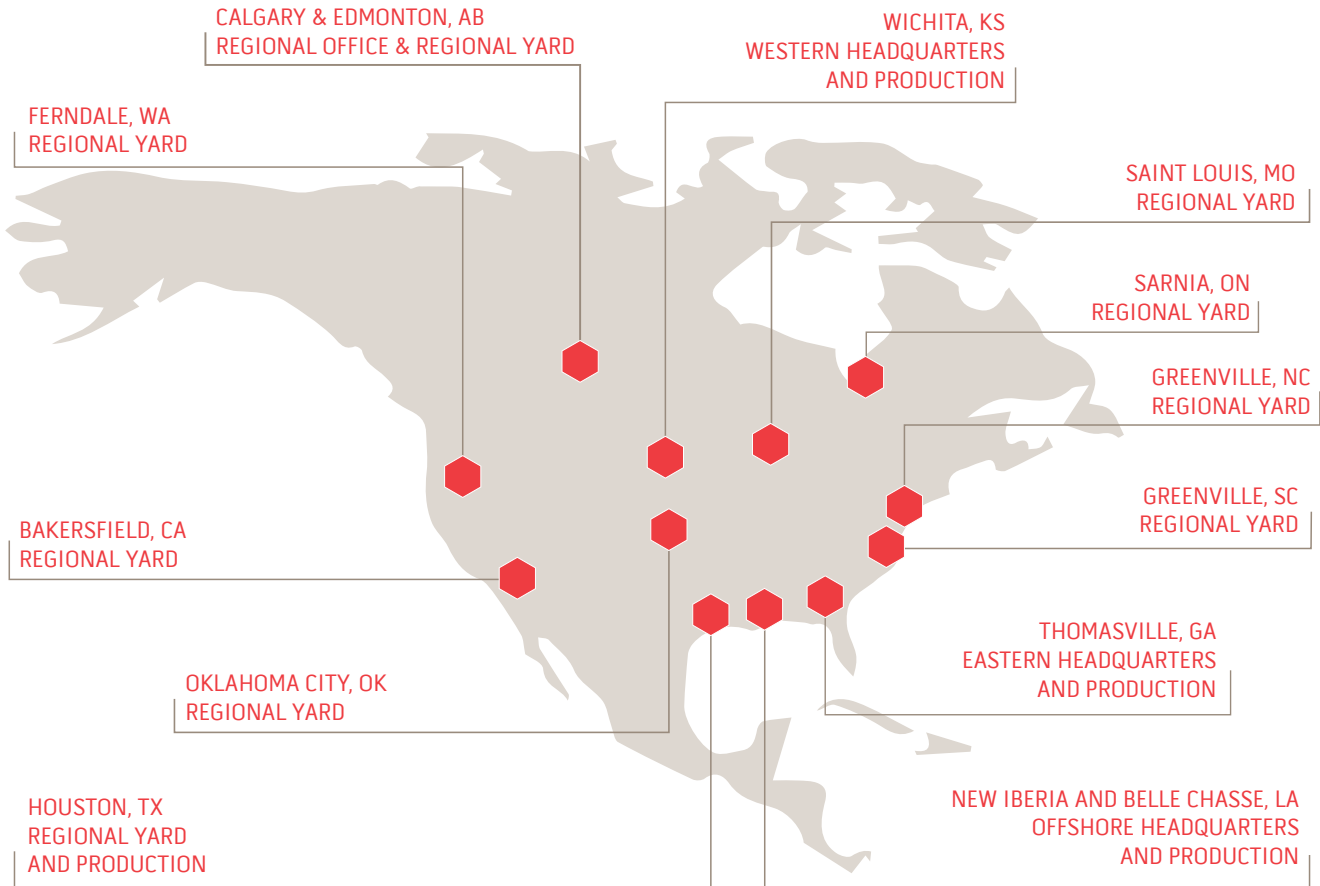 CALGARY & EDMONTON, AB
REGIONAL OFFICE & REGIONAL YARD
WICHITA, KS
WESTERN HEADQUARTERS
AND PRODUCTION
FERNDALE, WA
REGIONAL YARD
SAINT LOUIS, MO
REGIONAL YARD
SARNIA, ON
REGIONAL YARD
GREENVILLE, NC
REGIONAL YARD
GREENVILLE, SC
REGIONAL YARD
BAKERSFIELD, CA
REGIONAL YARD
THOMASVILLE, GA
EASTERN HEADQUARTERS
AND PRODUCTION
OKLAHOMA CITY, OK
REGIONAL YARD
HOUSTON, TX
REGIONAL YARD
AND PRODUCTION
NEW IBERIA AND BELLE CHASSE, LA
OFFSHORE HEADQUARTERS
AND PRODUCTION